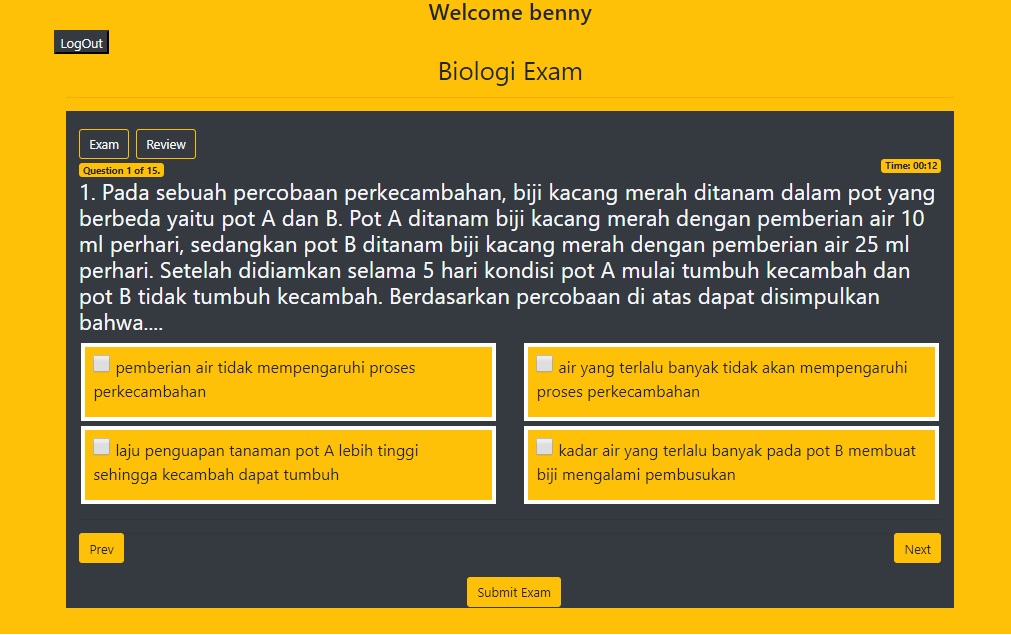 Welcome benny
LogOut
Biologi Exam
Exam Review
Question 1 of 15.
Time: 00:12
1. Pada sebuah percobaan perkecambahan, biji kacang merah ditanam dalam pot yang
berbeda yaitu pot A dan B. Pot A ditanam biji kacang merah dengan pemberian air 10
ml perhari, sedangkan pot B ditanam biji kacang merah dengan pemberian air 25 ml
perhari. Setelah didiamkan selama 5 hari kondisi pot A mulai tumbuh kecambah dan
pot B tidak tumbuh kecambah. Berdasarkan percobaan di atas dapat disimpulkan
bahwa....
pemberian air tidak mempengaruhi proses
perkecambahan
air yang terlalu banyak tidak akan mempengaruhi
proses perkecambahan
laju penguapan tanaman pot A lebih tinggi
sehingga kecambah dapat tumbuh
kadar air yang terlalu banyak pada pot B membuat
biji mengalami pembusukan
Prev
Next
Submit Exam